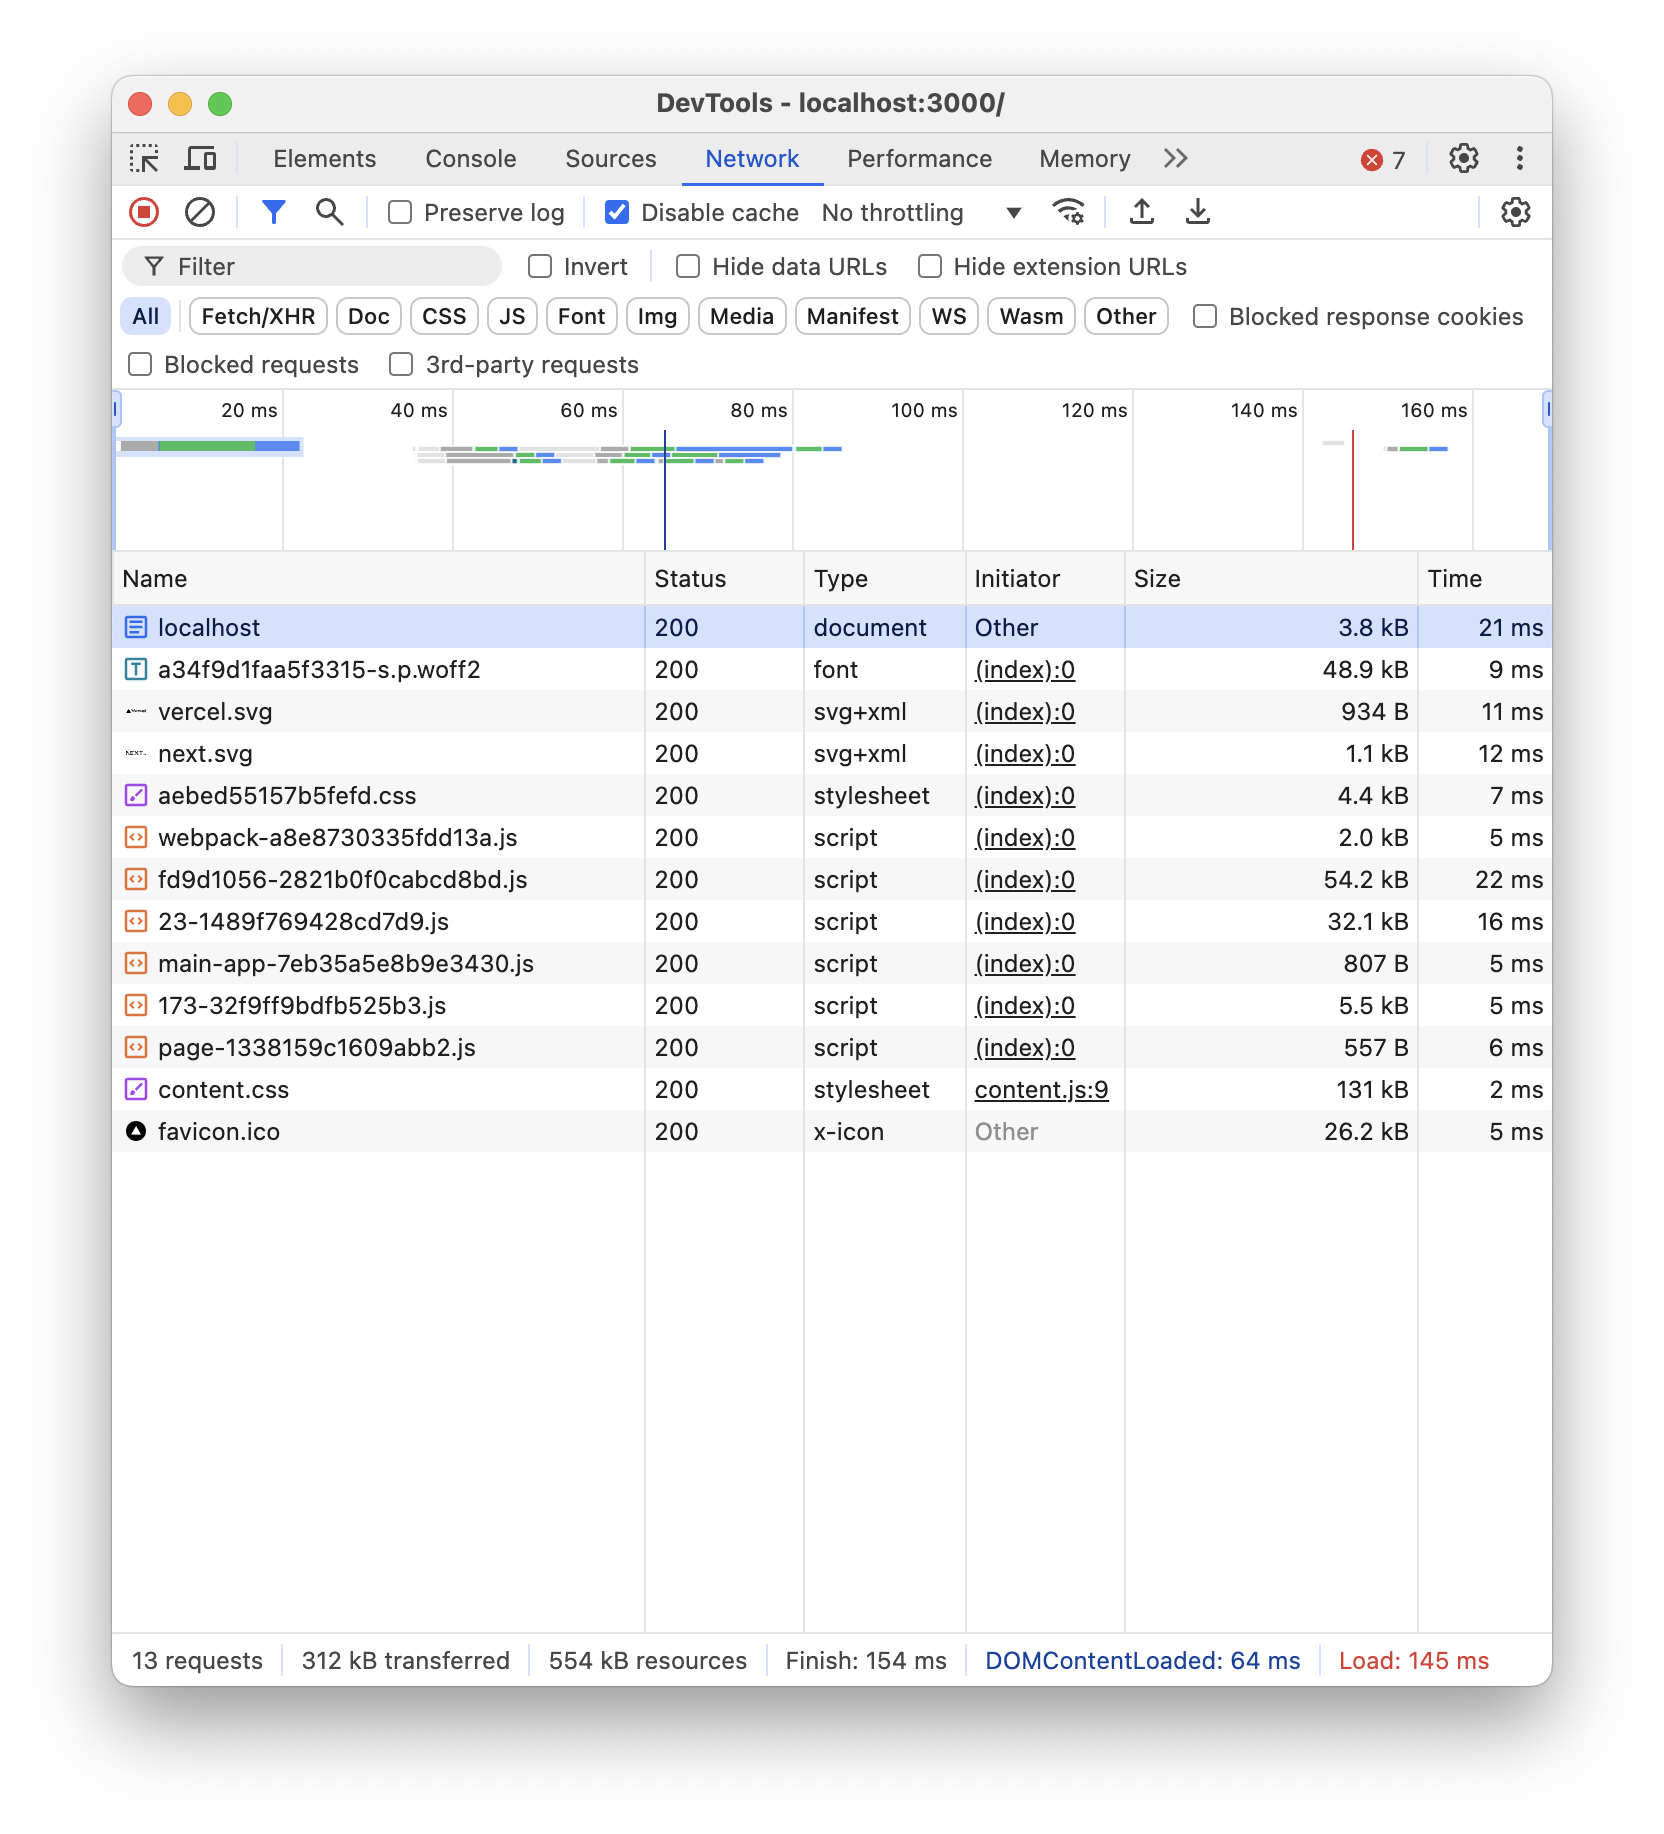 DevTools - localhost:3000/
Elements Console Sources Network Performance Memory 7
Preserve log Disable cache No throttling
Filter Invert Hide data URLs Hide extension URLs
All Fetch/XHR Doc CSS JS Font Img Media Manifest WS Wasm Other Blocked response cookies
Blocked requests 3rd-party requests
20 ms 40 ms 60 ms 80 ms 100 ms 120 ms 140 ms 160 ms
Name Status Type Initiator Size Time
localhost 200 document Other 3.8 kB 21 ms
a34f9d1faa5f3315-s.p.woff2 200 font (index):0 48.9 kB 9 ms
vercel.svg 200 svg+xml (index):0 934 B 11 ms
next.svg 200 svg+xml (index):0 1.1 kB 12 ms
aebed55157b5fefd.css 200 stylesheet (index):0 4.4 kB 7 ms
webpack-a8e8730335fdd13a.js 200 script (index):0 2.0 kB 5 ms
fd9d1056-2821b0f0cabcd8bd.js 200 script (index):0 54.2 kB 22 ms
23-1489f769428cd7d9.js 200 script (index):0 32.1 kB 16 ms
main-app-7eb35a5e8b9e3430.js 200 script (index):0 807 B 5 ms
173-32f9ff9bdfb525b3.js 200 script (index):0 5.5 kB 5 ms
page-1338159c1609abb2.js 200 script (index):0 557 B 6 ms
content.css 200 stylesheet content.js:9 131 kB 2 ms
favicon.ico 200 x-icon Other 26.2 kB 5 ms
13 requests 312 kB transferred 554 kB resources Finish: 154 ms DOMContentLoaded: 64 ms Load: 145 ms